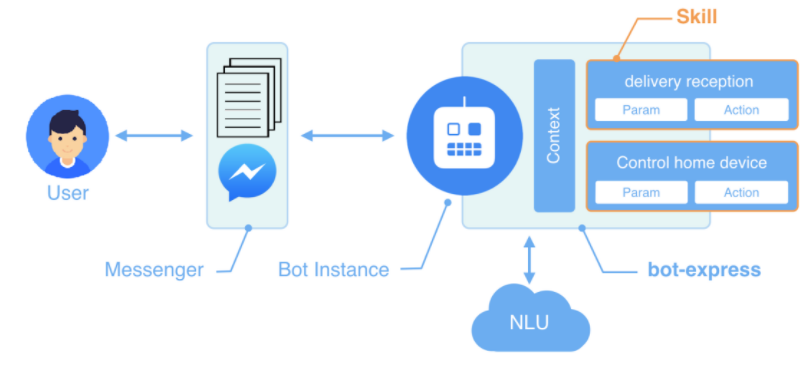 Skill
delivery reception
Param
Action
Context
Control home device
Param
Action
User
Messenger
Bot Instance
bot-express
NLU